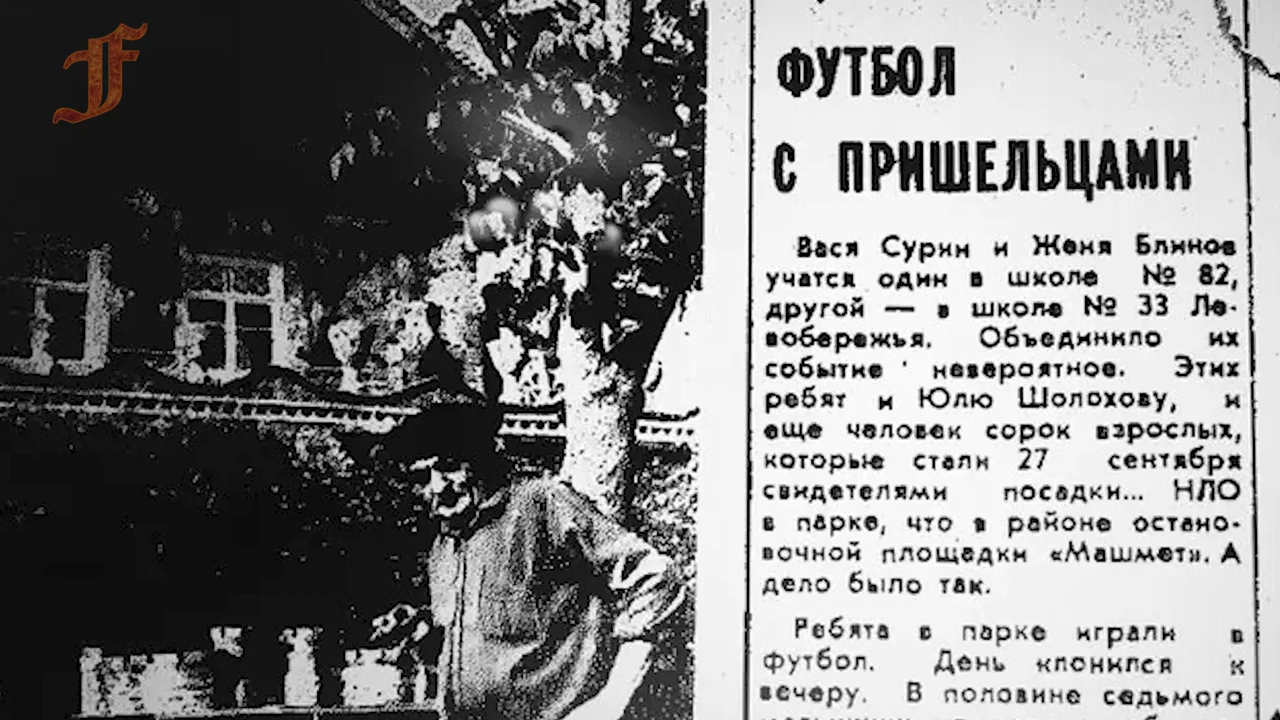 F
ФУТБОЛ
С ПРИШЕЛЬЦАМИ
Вася Сурин и Женя Блинов
учатся один в школе № 82,
другой — в школе № 33 Ле-
вобережья. Объединило их
событие невероятное. Этих
ребят и Юлю Шолохову, и
еще человек сорок взрослых,
которые стали 27 сентября
свидетелями посадки... НЛО
в парке, что в районе остано-
вочной площадки «Машмет». А
дело было так.
Ребята в парке играли в
футбол. День клонился к
вечеру. В половине седьмого